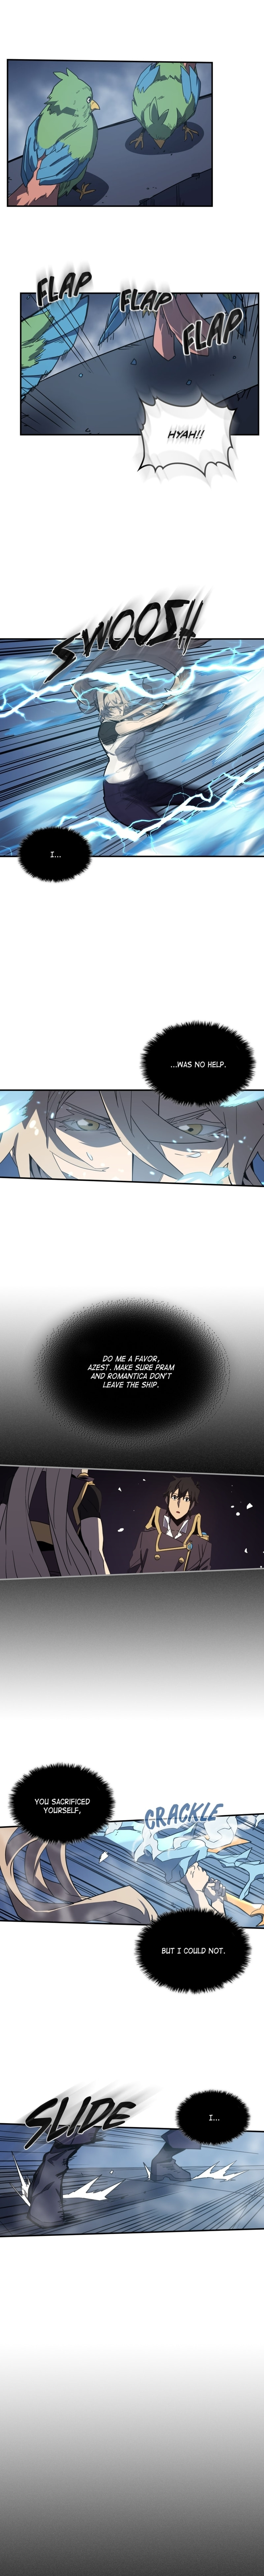 FLAP
FLAP
FLAP
HYAH!!
SWOOSH
I...
...WAS NO HELP.
DO ME A FAVOR,
AZEST. MAKE SURE PRAM
AND ROMANTICA DON'T
LEAVE THE SHIP.
YOU SACRIFICED
YOURSELF,
CRACKLE
BUT I COULD NOT.
SLIDE
I...